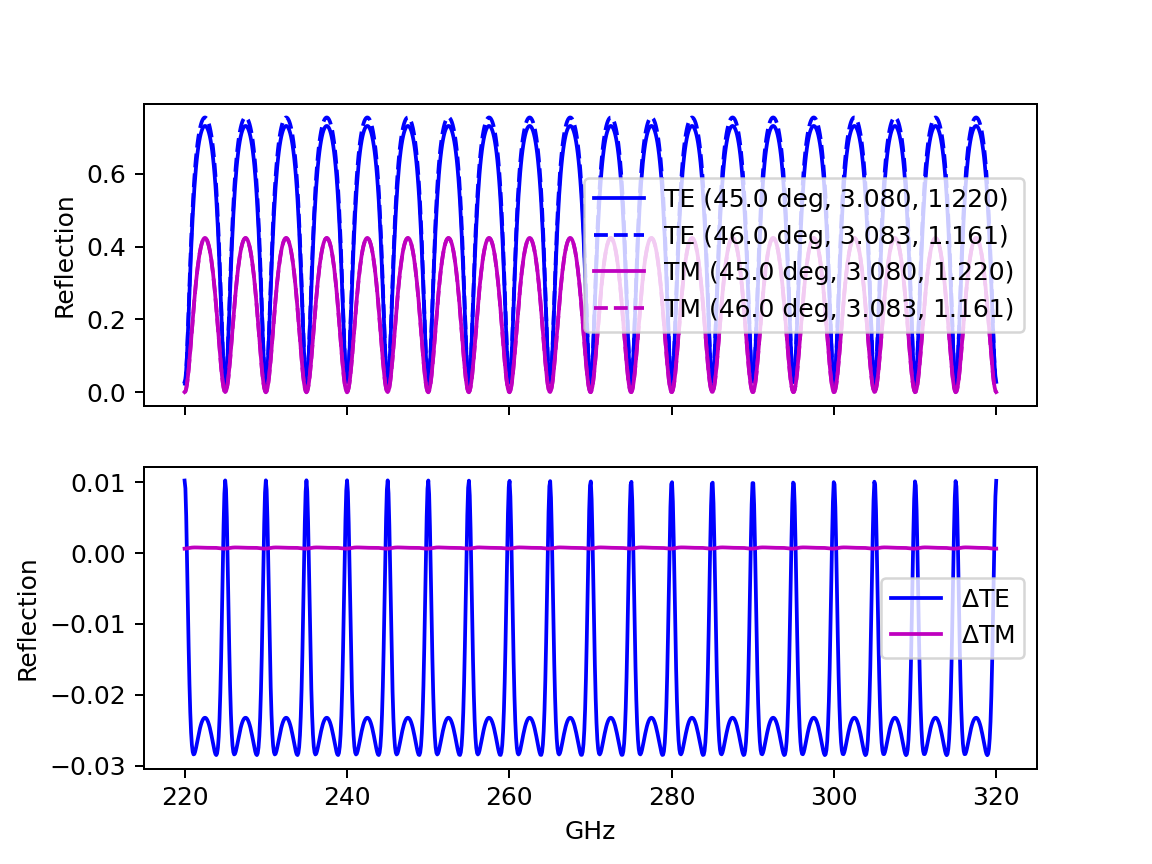 Reflection
0.6
0.4
0.2
0.0
TE (45.0 deg, 3.080, 1.220)
TE (46.0 deg, 3.083, 1.161)
TM (45.0 deg, 3.080, 1.220)
TM (46.0 deg, 3.083, 1.161)
Reflection
0.01
0.00
−0.01
−0.02
−0.03
ΔTE
ΔTM
220 240 260 280 300 320
GHz